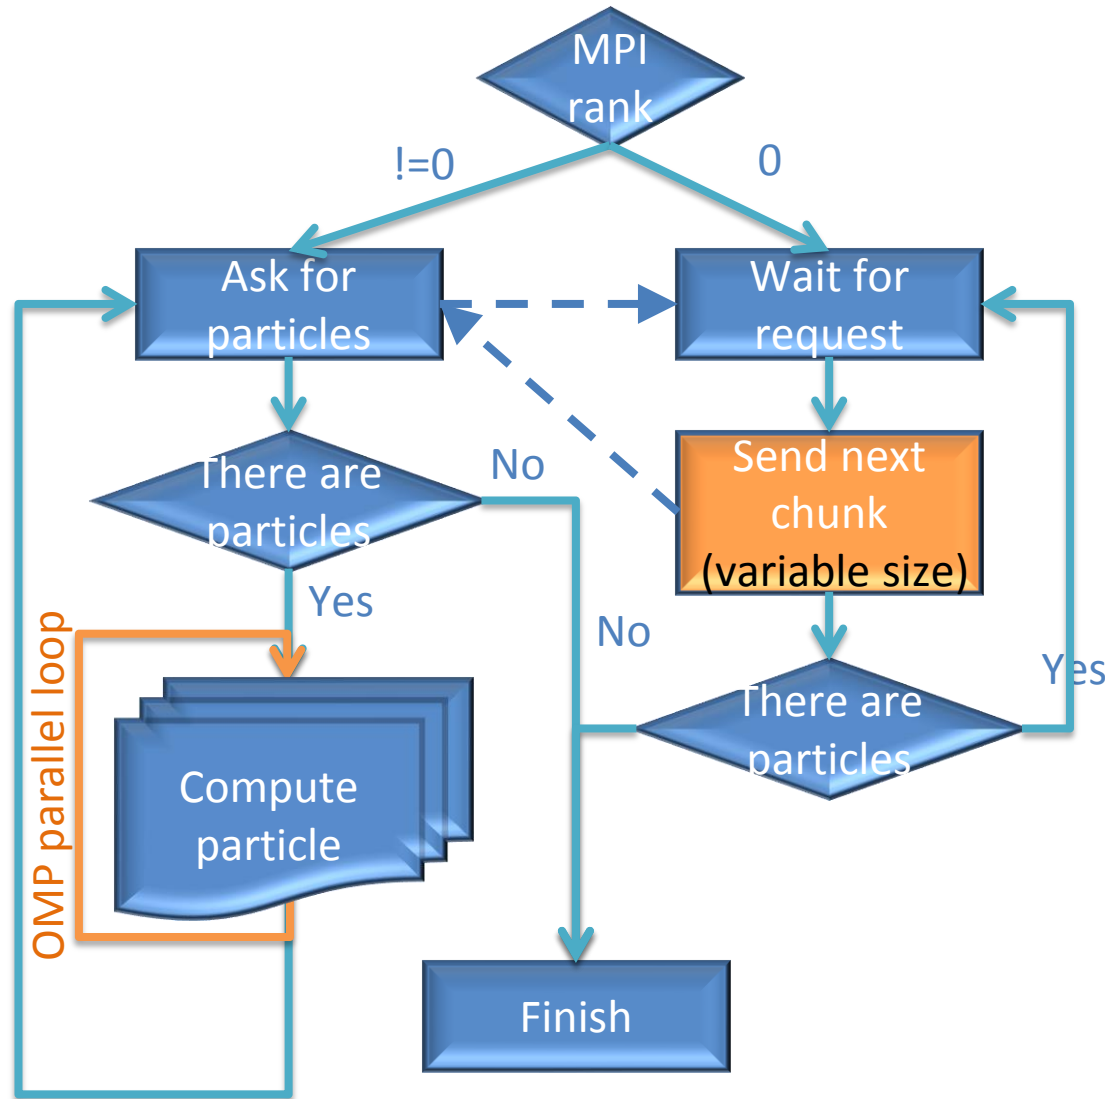 MPI
rank
!=0
0
Ask for
particles
Wait for
request
There are
particles
No
Send next
chunk
(variable size)
Yes
No
Yes
There are
particles
OMP parallel loop
Compute
particle
Finish